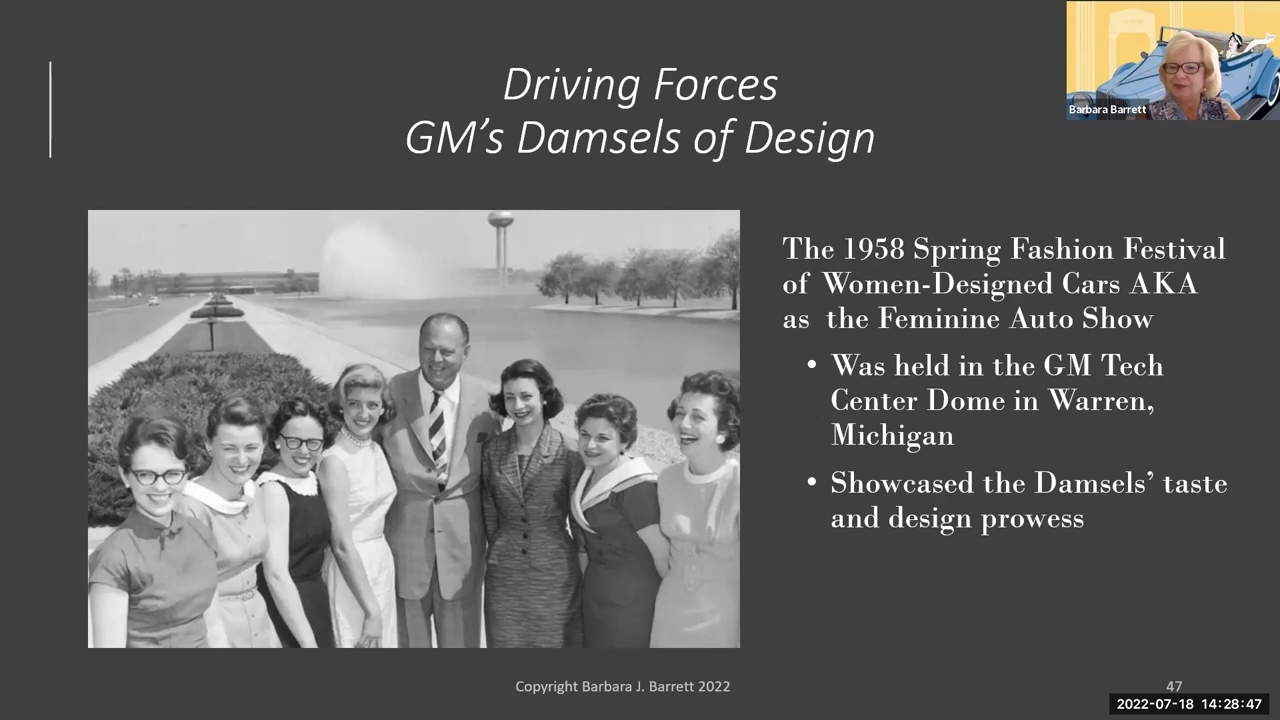 Driving Forces
GM’s Damsels of Design
Barbara Barrett
The 1958 Spring Fashion Festival
of Women-Designed Cars AKA
as the Feminine Auto Show
• Was held in the GM Tech
Center Dome in Warren,
Michigan
• Showcased the Damsels’ taste
and design prowess
Copyright Barbara J. Barrett 2022
47
2022-07-18 14:28:47